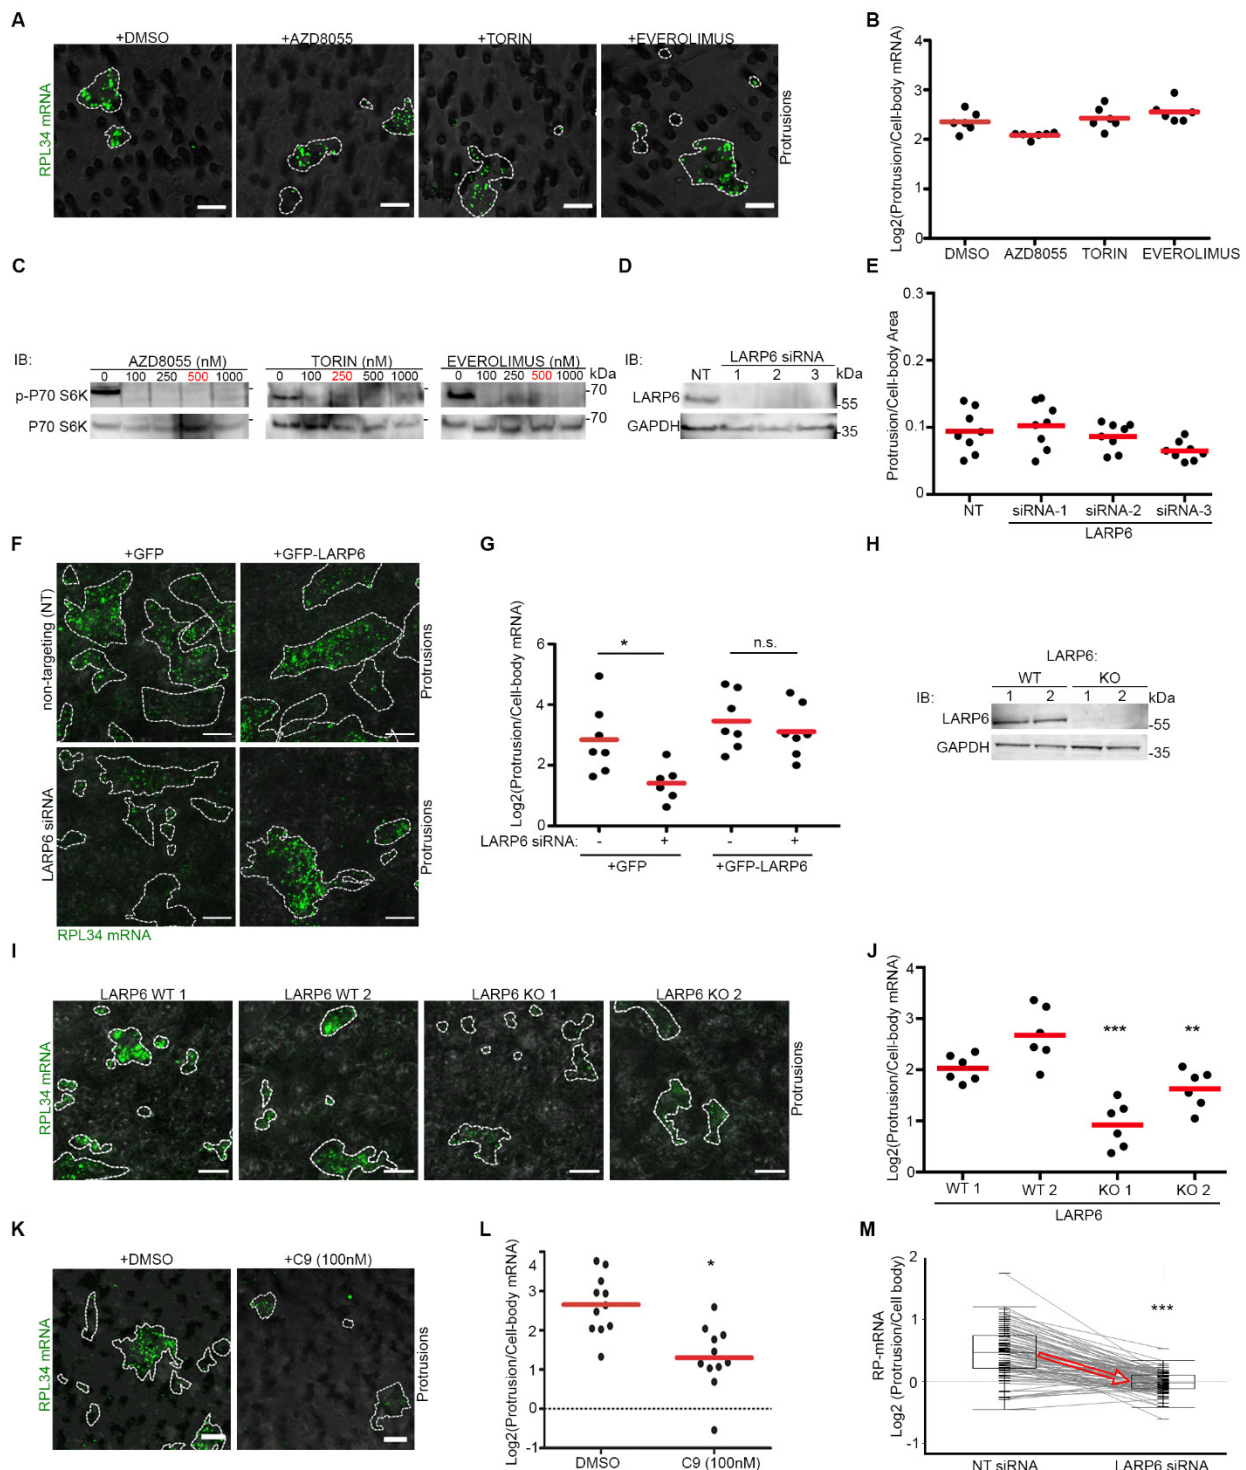 A
+DMSO +AZD8055 +TORIN +EVEROLIMUS
RPL34 mRNA
Protrusions
B
Log2(Protrusion/Cell-body mRNA)
4
3
2
1
0
DMSO AZD8055 TORIN EVEROLIMUS
C
IB: AZD8055 (nM) TORIN (nM) EVEROLIMUS (nM)
0 100 250 500 1000 0 100 250 500 1000 0 100 250 500 1000 kDa
p-P70 S6K -70
P70 S6K -70
D
IB: LARP6 siRNA
NT 1 2 3 kDa
LARP6 -55
GAPDH -35
E
Protrusion/Cell-body Area
0.3
0.2
0.1
0
NT siRNA-1 siRNA-2 siRNA-3
LARP6
F
+GFP +GFP-LARP6
non-targeting (NT)
Protrusions
LARP6 siRNA
Protrusions
RPL34 mRNA
G
Log2(Protrusion/Cell-body mRNA)
6
4
2
0
* n.s.
LARP6 siRNA: - + - +
+GFP +GFP-LARP6
H
LARP6:
WT KO
IB: 1 2 1 2 kDa
LARP6 -55
GAPDH -35
I
LARP6 WT 1 LARP6 WT 2 LARP6 KO 1 LARP6 KO 2
RPL34 mRNA
Protrusions
J
Log2(Protrusion/Cell-body mRNA)
4
3
2
1
0
*** **
WT 1 WT 2 KO 1 KO 2
LARP6
K
+DMSO +C9 (100nM)
RPL34 mRNA
Protrusions
L
Log2(Protrusion/Cell-body mRNA)
4
3
2
1
0
-1
*
DMSO C9 (100nM)
M
RP-mRNA
Log2 (Protrusion/Cell body)
2
1
0
-1
***
NT siRNA LARP6 siRNA